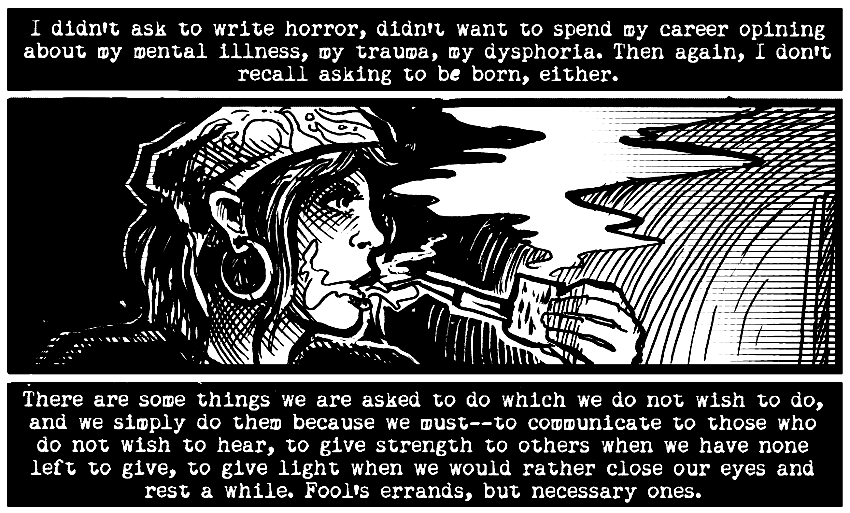 I didn't ask to write horror, didn't want to spend my career opining
about my mental illness, my trauma, my dysphoria. Then again, I don't
recall asking to be born, either.
There are some things we are asked to do which we do not wish to do,
and we simply do them because we must--to communicate to those who
do not wish to hear, to give strength to others when we have none
left to give, to give light when we would rather close our eyes and
rest a while. Fool's errands, but necessary ones.